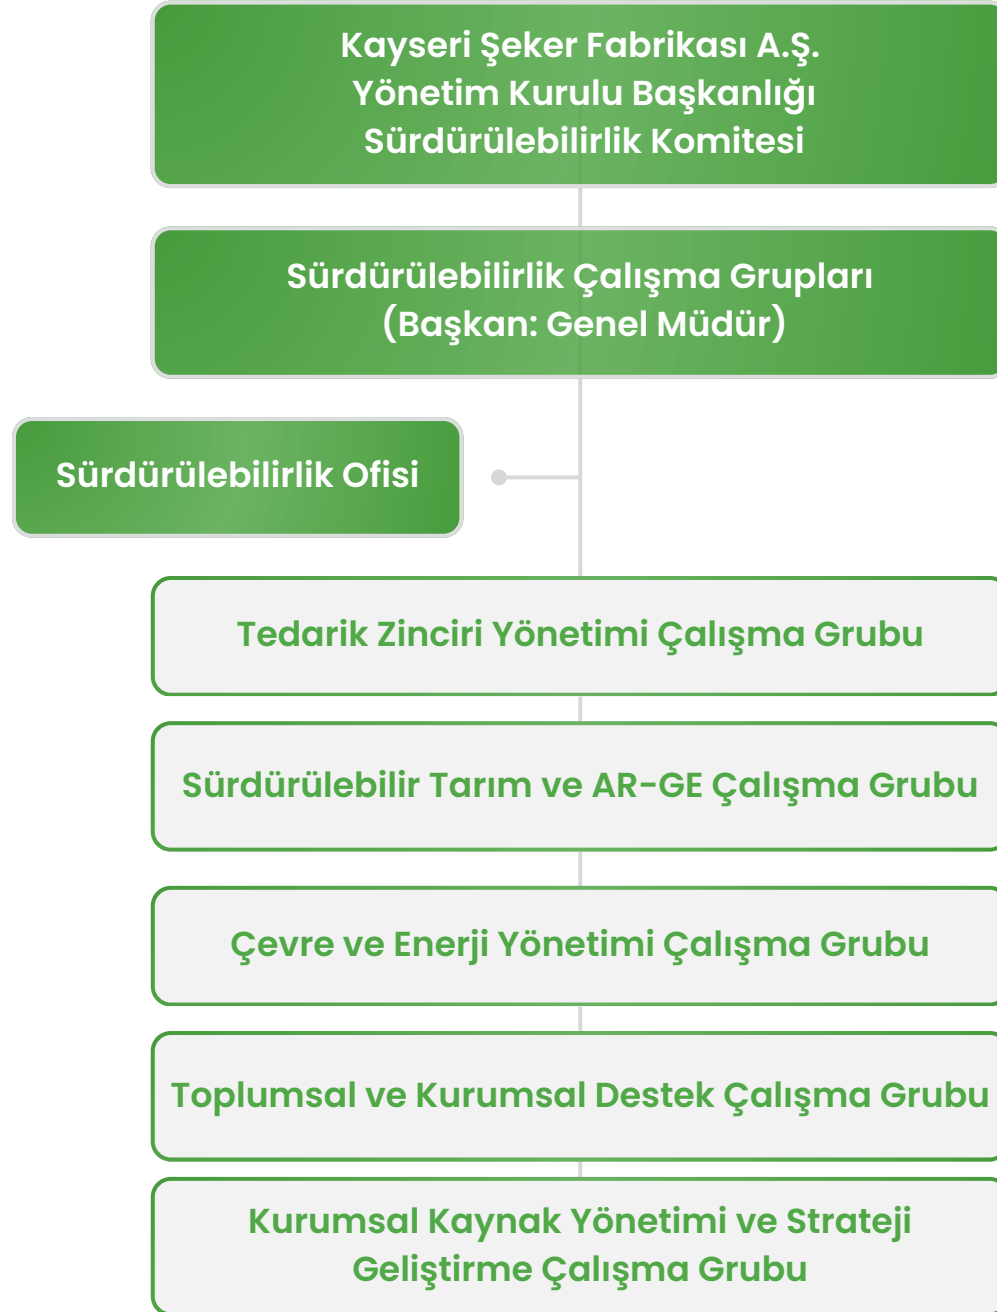 Kayseri Şeker Fabrikası A.Ş.
Yönetim Kurulu Başkanlığı
Sürdürülebilirlik Komitesi
Sürdürülebilirlik Çalışma Grupları
(Başkan: Genel Müdür)
Sürdürülebilirlik Ofisi
Tedarik Zinciri Yönetimi Çalışma Grubu
Sürdürülebilir Tarım ve AR-GE Çalışma Grubu
Çevre ve Enerji Yönetimi Çalışma Grubu
Toplumsal ve Kurumsal Destek Çalışma Grubu
Kurumsal Kaynak Yönetimi ve Strateji
Geliştirme Çalışma Grubu